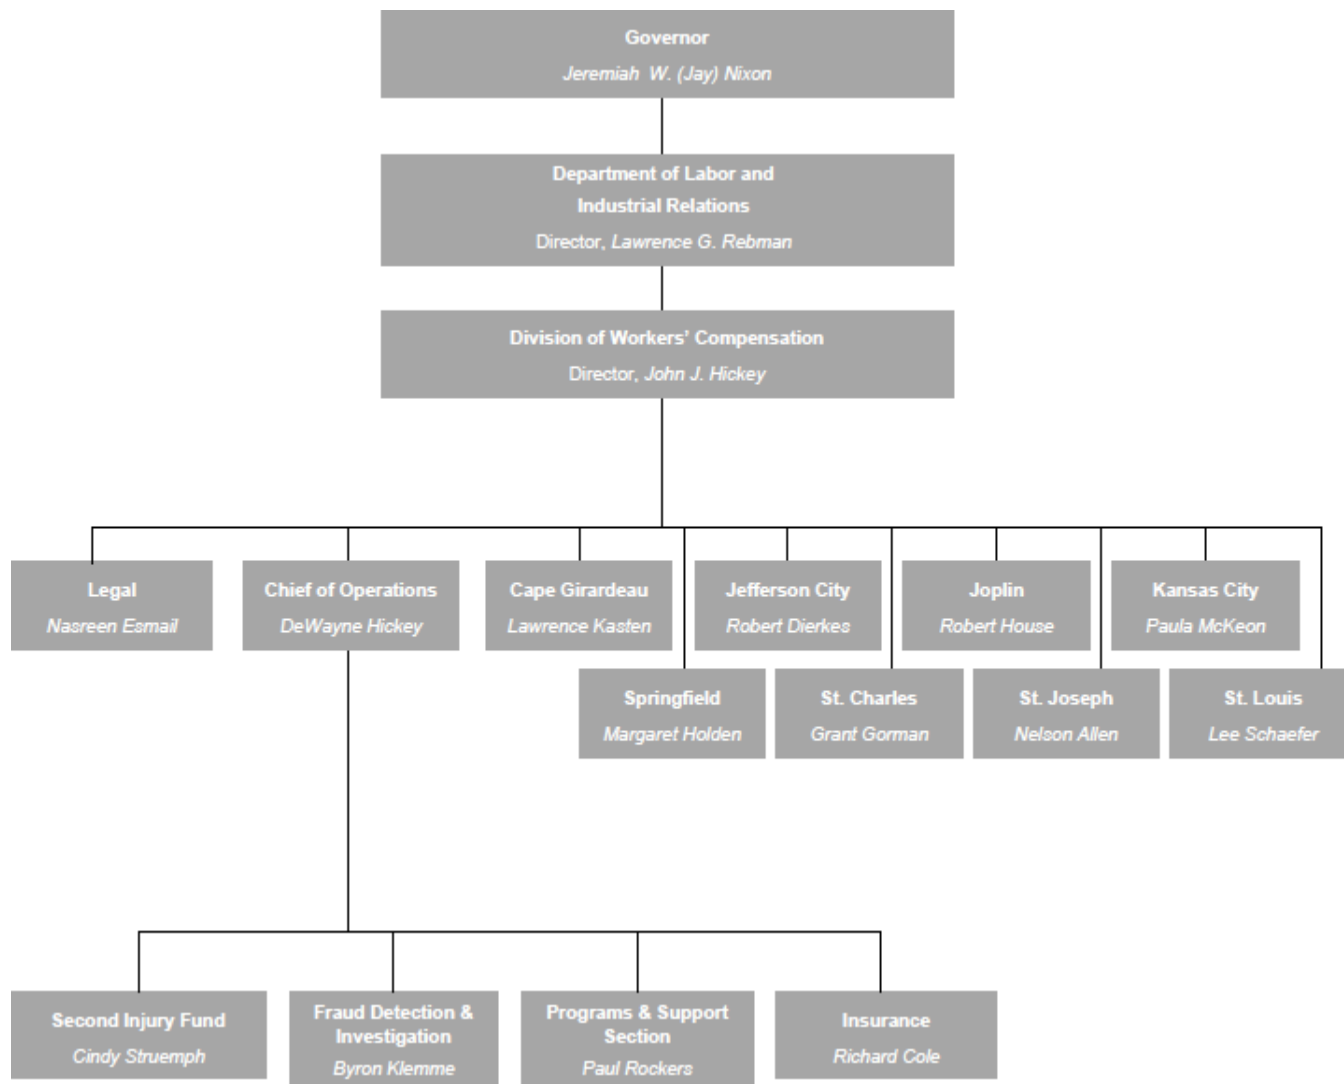 Governor
Jeremiah W. (Jay) Nixon
Department of Labor and
Industrial Relations
Director, Lawrence G. Rebman
Division of Workers' Compensation
Director, John J. Hickey
Legal
Nasreen Esmail
Chief of Operations
DeWayne Hickey
Cape Girardeau
Lawrence Kasten
Jefferson City
Robert Dierkes
Joplin
Robert House
Kansas City
Paula McKeon
Springfield
Margaret Holden
St. Charles
Grant Gorman
St. Joseph
Nelson Allen
St. Louis
Lee Schaefer
Second Injury Fund
Cindy Struemph
Fraud Detection &
Investigation
Byron Klemme
Programs & Support
Section
Paul Rockers
Insurance
Richard Cole